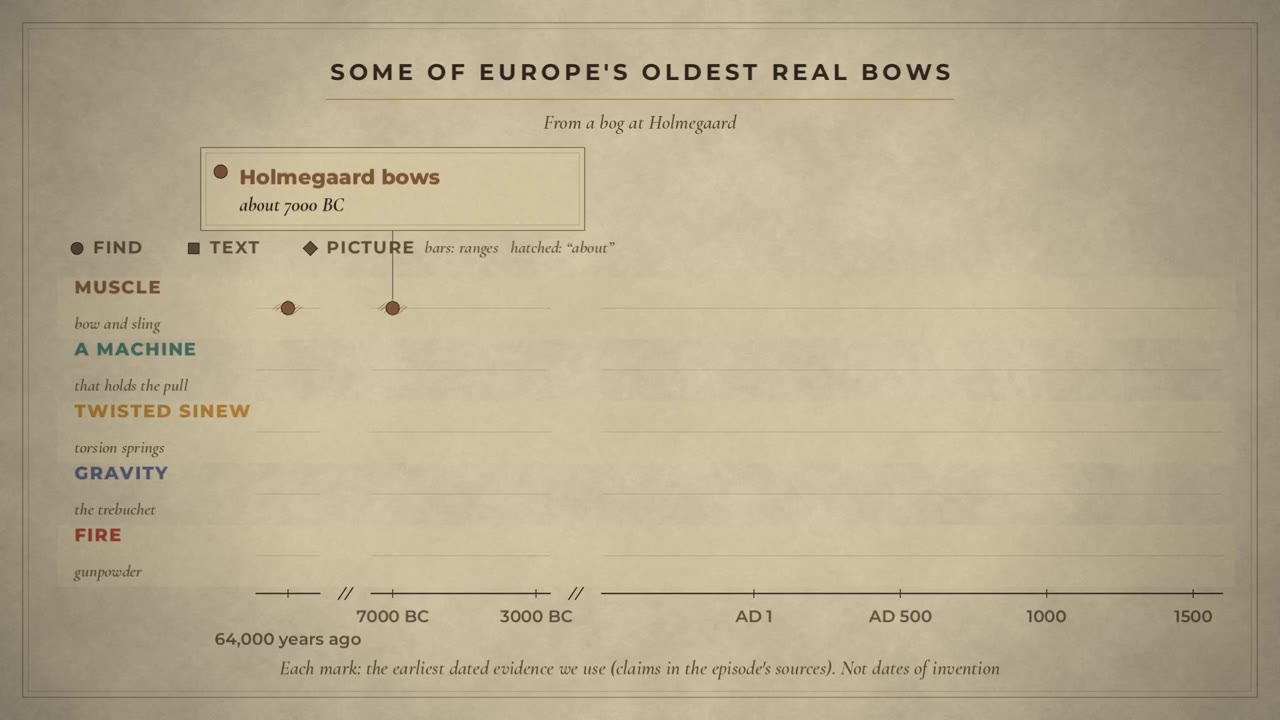 SOME OF EUROPE'S OLDEST REAL BOWS
From a bog at Holmegaard
Holmegaard bows
about 7000 BC
FIND TEXT PICTURE bars: ranges hatched: “about”
MUSCLE
bow and sling
A MACHINE
that holds the pull
TWISTED SINEW
torsion springs
GRAVITY
the trebuchet
FIRE
gunpowder
7000 BC 3000 BC AD 1 AD 500 1000 1500
64,000 years ago
Each mark: the earliest dated evidence we use (claims in the episode's sources). Not dates of invention